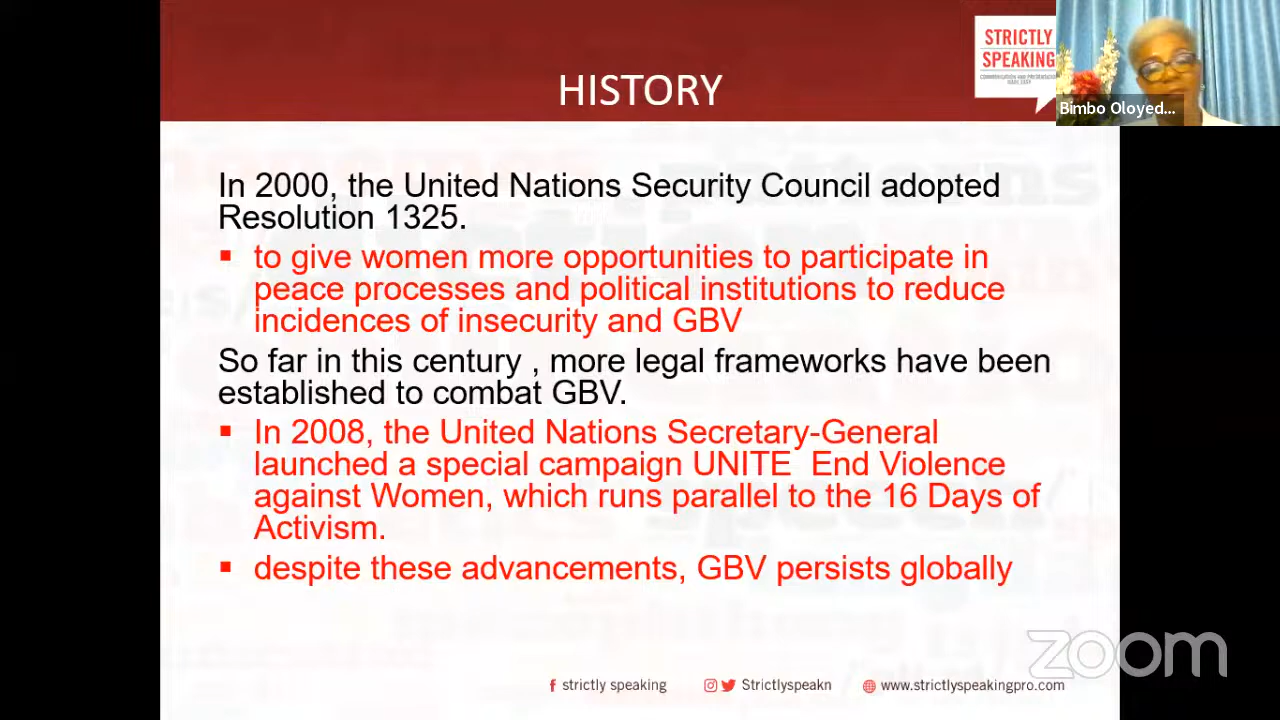 HISTORY
STRICTLY
SPEAKING
Bimbo Oloyed...
In 2000, the United Nations Security Council adopted
Resolution 1325.
▪ to give women more opportunities to participate in
peace processes and political institutions to reduce
incidences of insecurity and GBV
So far in this century , more legal frameworks have been
established to combat GBV.
▪ In 2008, the United Nations Secretary-General
launched a special campaign UNITE End Violence
against Women, which runs parallel to the 16 Days of
Activism.
▪ despite these advancements, GBV persists globally
zoom
strictly speaking Strictlyspeakn www.strictlyspeakingpro.com